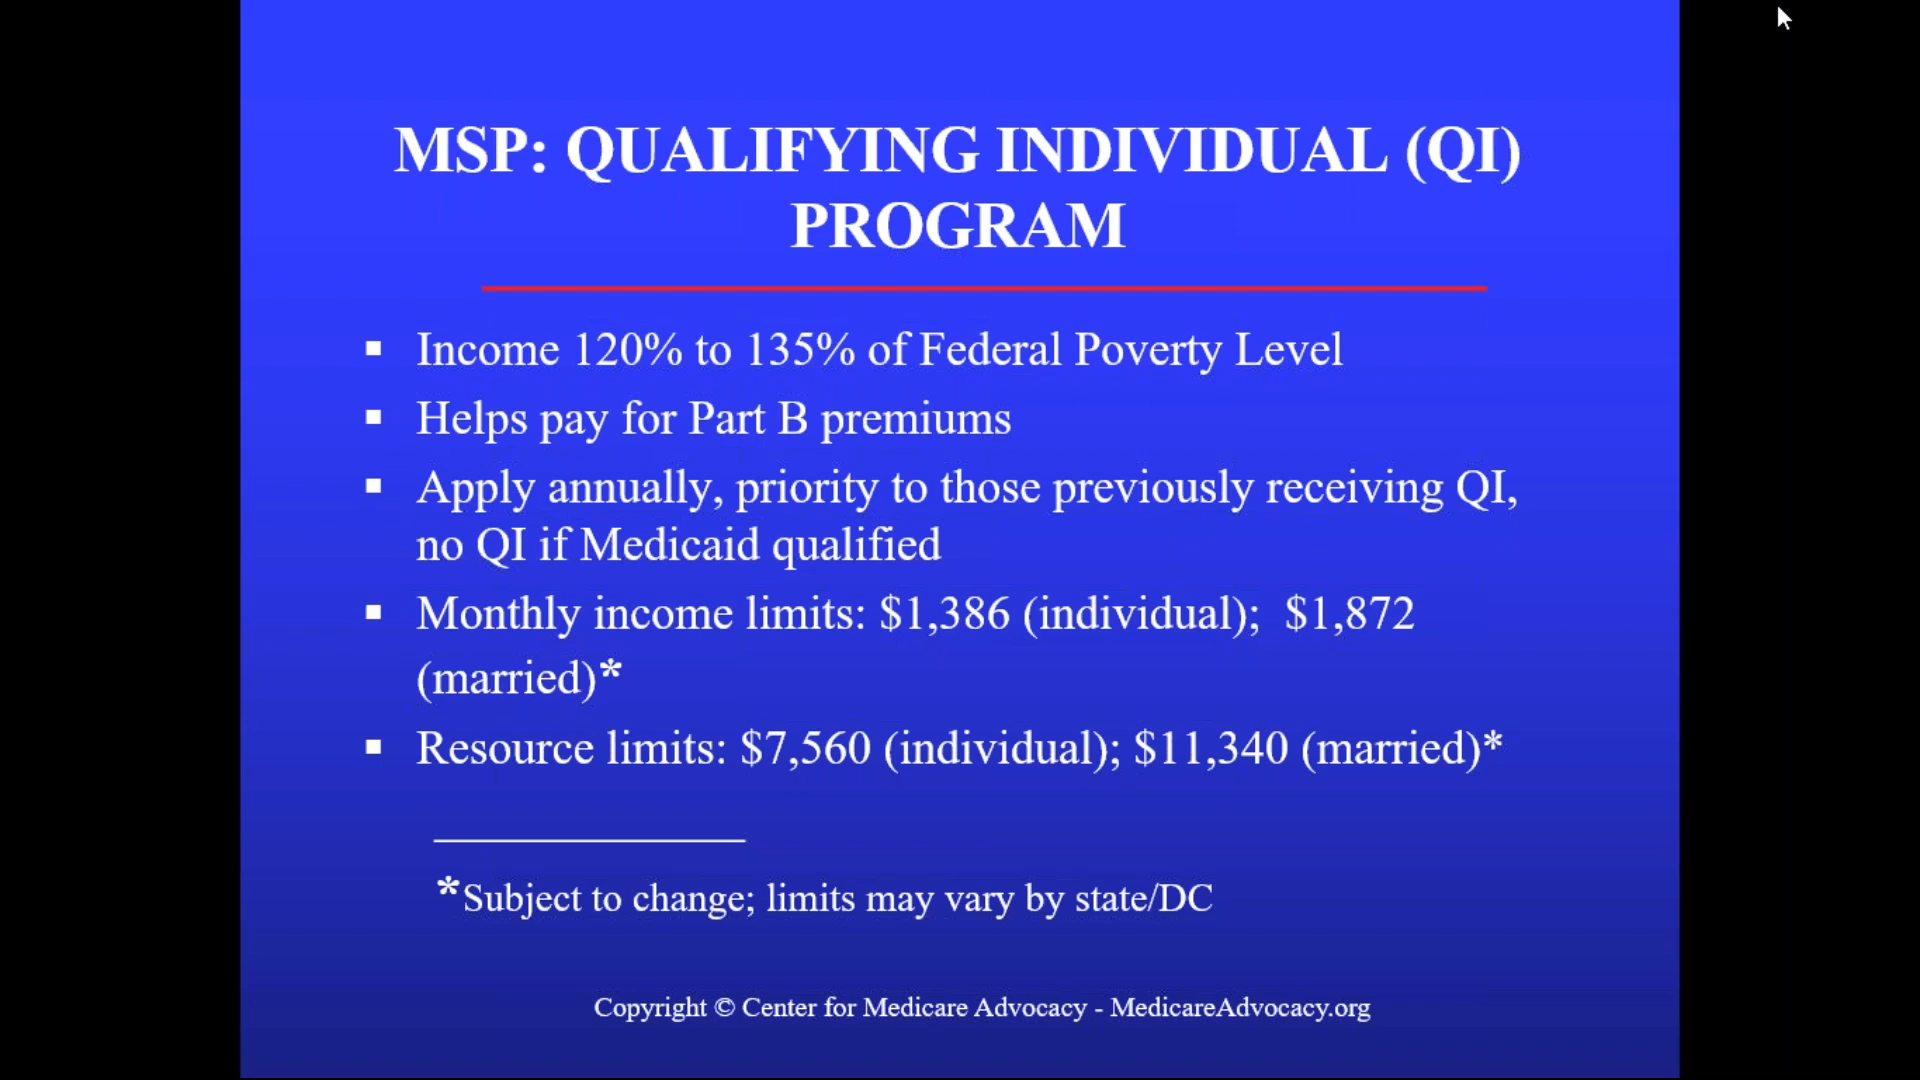 MSP: QUALIFYING INDIVIDUAL (QI)
PROGRAM
▪ Income 120% to 135% of Federal Poverty Level
▪ Helps pay for Part B premiums
▪ Apply annually, priority to those previously receiving QI,
no QI if Medicaid qualified
▪ Monthly income limits: $1,386 (individual);  $1,872
(married)*
▪ Resource limits: $7,560 (individual); $11,340 (married)*
*Subject to change; limits may vary by state/DC
Copyright © Center for Medicare Advocacy - MedicareAdvocacy.org